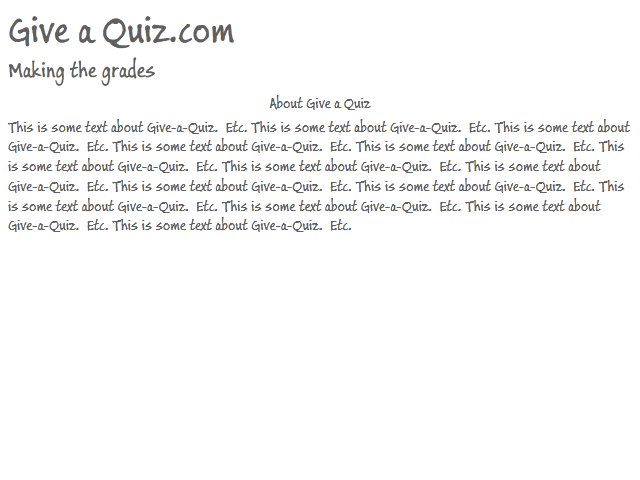 Give a Quiz.com
Making the grades
About Give a Quiz
This is some text about Give-a-Quiz.  Etc. This is some text about Give-a-Quiz.  Etc. This is some text about
Give-a-Quiz.  Etc. This is some text about Give-a-Quiz.  Etc. This is some text about Give-a-Quiz.  Etc. This
is some text about Give-a-Quiz.  Etc. This is some text about Give-a-Quiz.  Etc. This is some text about
Give-a-Quiz.  Etc. This is some text about Give-a-Quiz.  Etc. This is some text about Give-a-Quiz.  Etc. This
is some text about Give-a-Quiz.  Etc. This is some text about Give-a-Quiz.  Etc. This is some text about
Give-a-Quiz.  Etc. This is some text about Give-a-Quiz.  Etc.